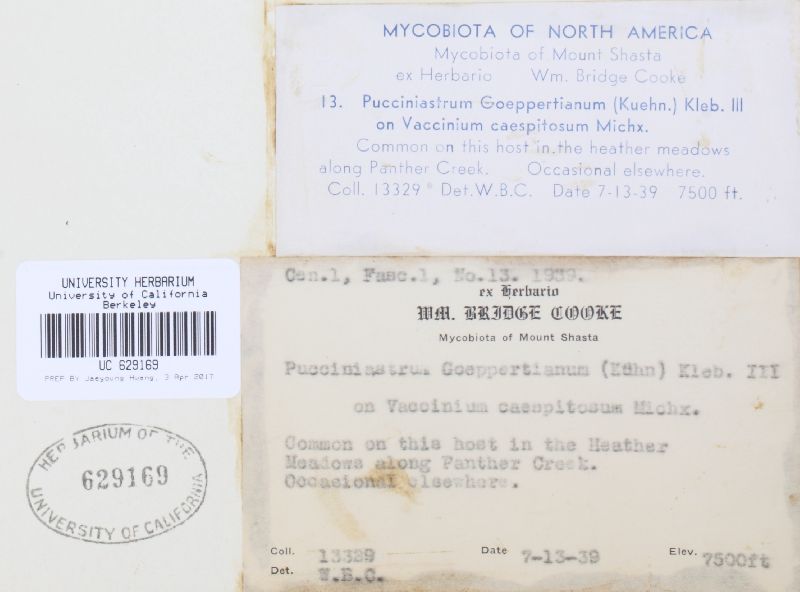 MYCOBIOTA OF NORTH AMERICA
Mycobiota of Mount Shasta
ex Herbario Wm. Bridge Cooke
13. Pucciniastrum Goeppertianum (Kuehn.) Kleb. III
on Vaccinium caespitosum Michx.
Common on this host in the heather meadows
along Panther Creek. Occasional elsewhere.
Coll. 13329 Det. W.B.C. Date 7-13-39 7500 ft.
UNIVERSITY HERBARIUM
University of California
Berkeley
UC 629169
PREP BY Jaeyoung Huang, 3 Apr 2017
HERBARIUM OF THE
629169
UNIVERSITY OF CALIFORNIA
Cen.1, Fasc.1, No.13. 1939.
ex Herbario
WM. BRIDGE COOKE
Mycobiota of Mount Shasta
Pucciniastrum Goeppertianum (Kühn) Kleb. III
on Vaccinium caespitosum Michx.
Common on this host in the Heather
Meadows along Panther Creek.
Occasional elsewhere.
Coll. 13329 Date 7-13-39 Elev. 7500ft
Det. W.B.C.